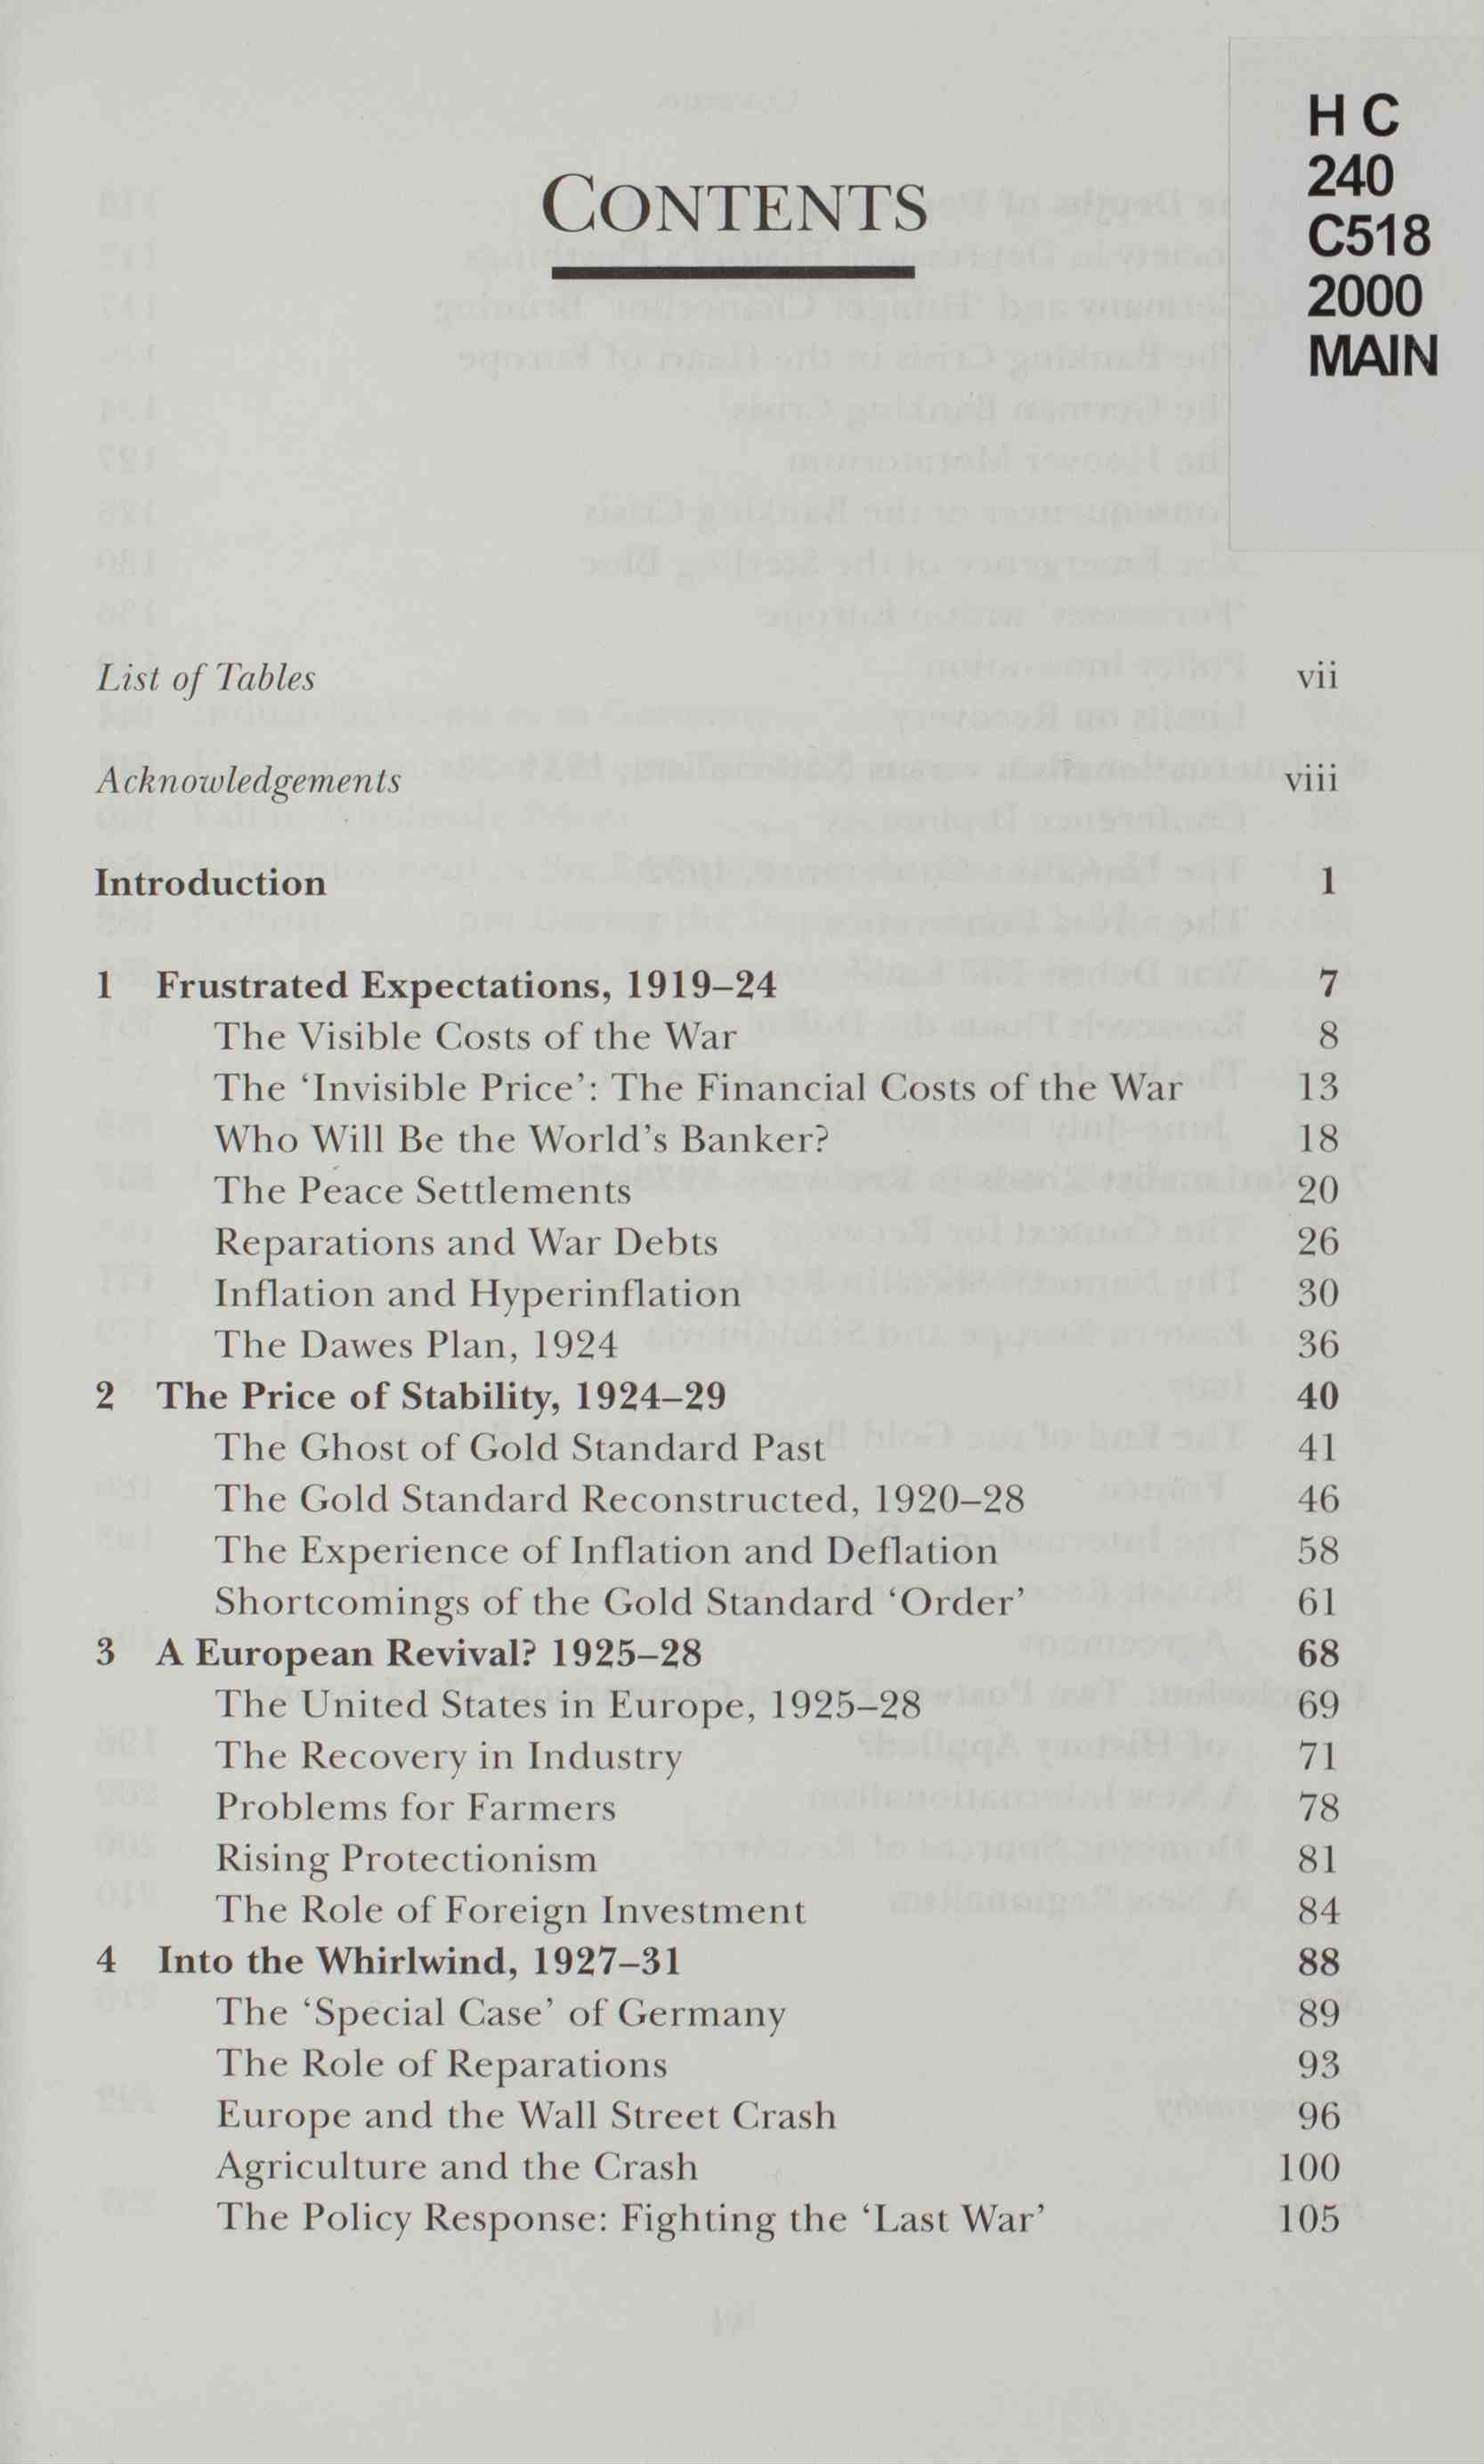 H C
240
C518
2000
MAIN
CONTENTS
List of Tables vii
Acknowledgements viii
Introduction 1
1 Frustrated Expectations, 1919–24 7
The Visible Costs of the War 8
The ‘Invisible Price’: The Financial Costs of the War 13
Who Will Be the World’s Banker? 18
The Peace Settlements 20
Reparations and War Debts 26
Inflation and Hyperinflation 30
The Dawes Plan, 1924 36
2 The Price of Stability, 1924–29 40
The Ghost of Gold Standard Past 41
The Gold Standard Reconstructed, 1920–28 46
The Experience of Inflation and Deflation 58
Shortcomings of the Gold Standard ‘Order’ 61
3 A European Revival? 1925–28 68
The United States in Europe, 1925–28 69
The Recovery in Industry 71
Problems for Farmers 78
Rising Protectionism 81
The Role of Foreign Investment 84
4 Into the Whirlwind, 1927–31 88
The ‘Special Case’ of Germany 89
The Role of Reparations 93
Europe and the Wall Street Crash 96
Agriculture and the Crash 100
The Policy Response: Fighting the ‘Last War’ 105